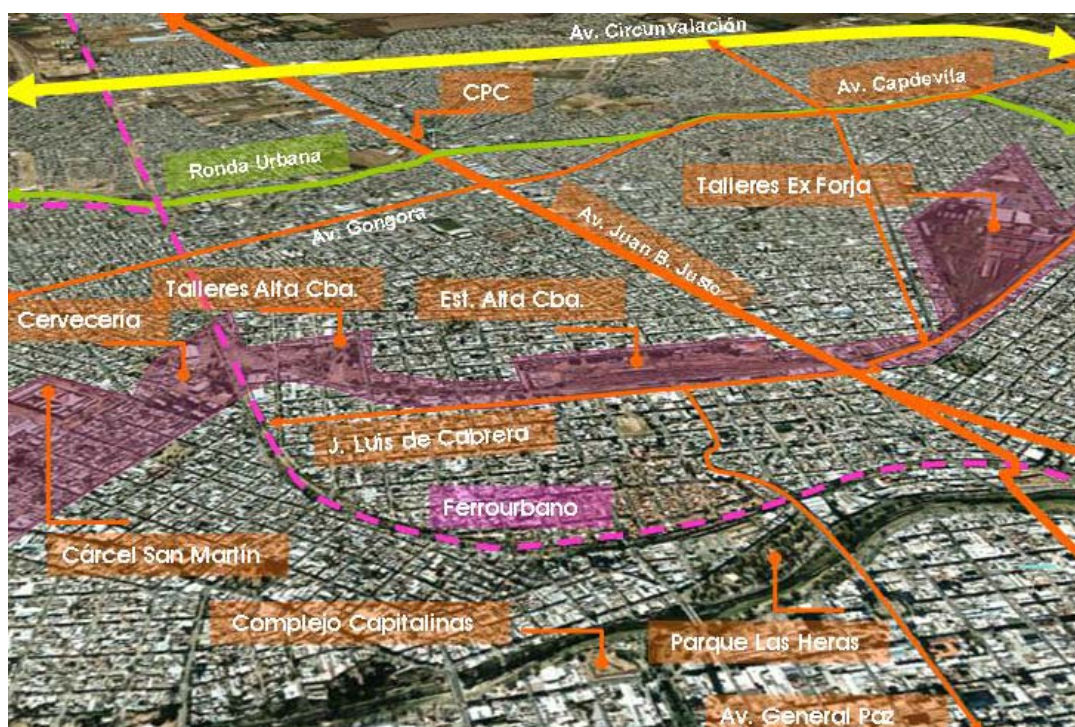 Av. Circunvalación
CPC
Av. Capdevila
Ronda Urbana
Talleres Ex Forja
Av. Gongora
Av. Juan B. Justo
Talleres Alta Cba.
Est. Alta Cba.
Cervecería
J. Luis de Cabrera
Ferrourbano
Cárcel San Martín
Complejo Capitalinas
Parque Las Heras
Av. General Paz